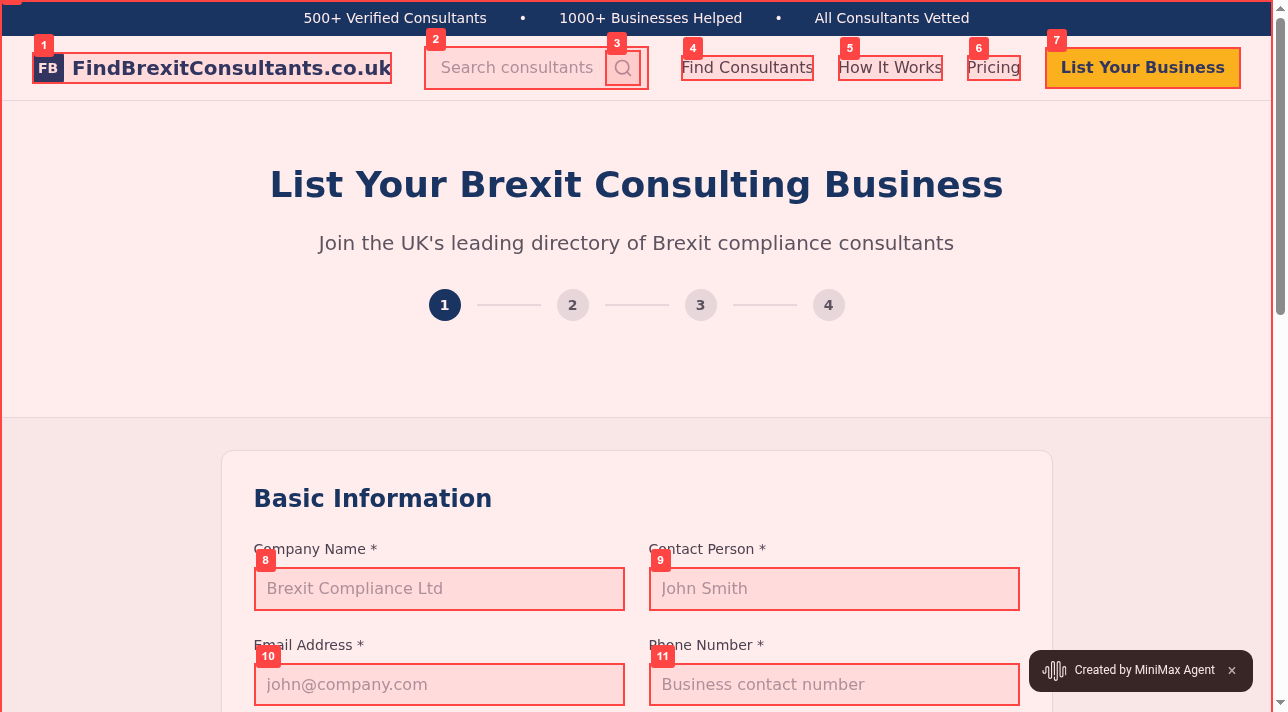 500+ Verified Consultants • 1000+ Businesses Helped • All Consultants Vetted
1 2 3 4 5 6 7
FB FindBrexitConsultants.co.uk Search consultants Find Consultants How It Works Pricing List Your Business
List Your Brexit Consulting Business
Join the UK's leading directory of Brexit compliance consultants
1 2 3 4
Basic Information
Company Name * Contact Person *
8 9
Brexit Compliance Ltd John Smith
Email Address * Phone Number *
10 11
john@company.com Business contact number
Created by MiniMax Agent ×